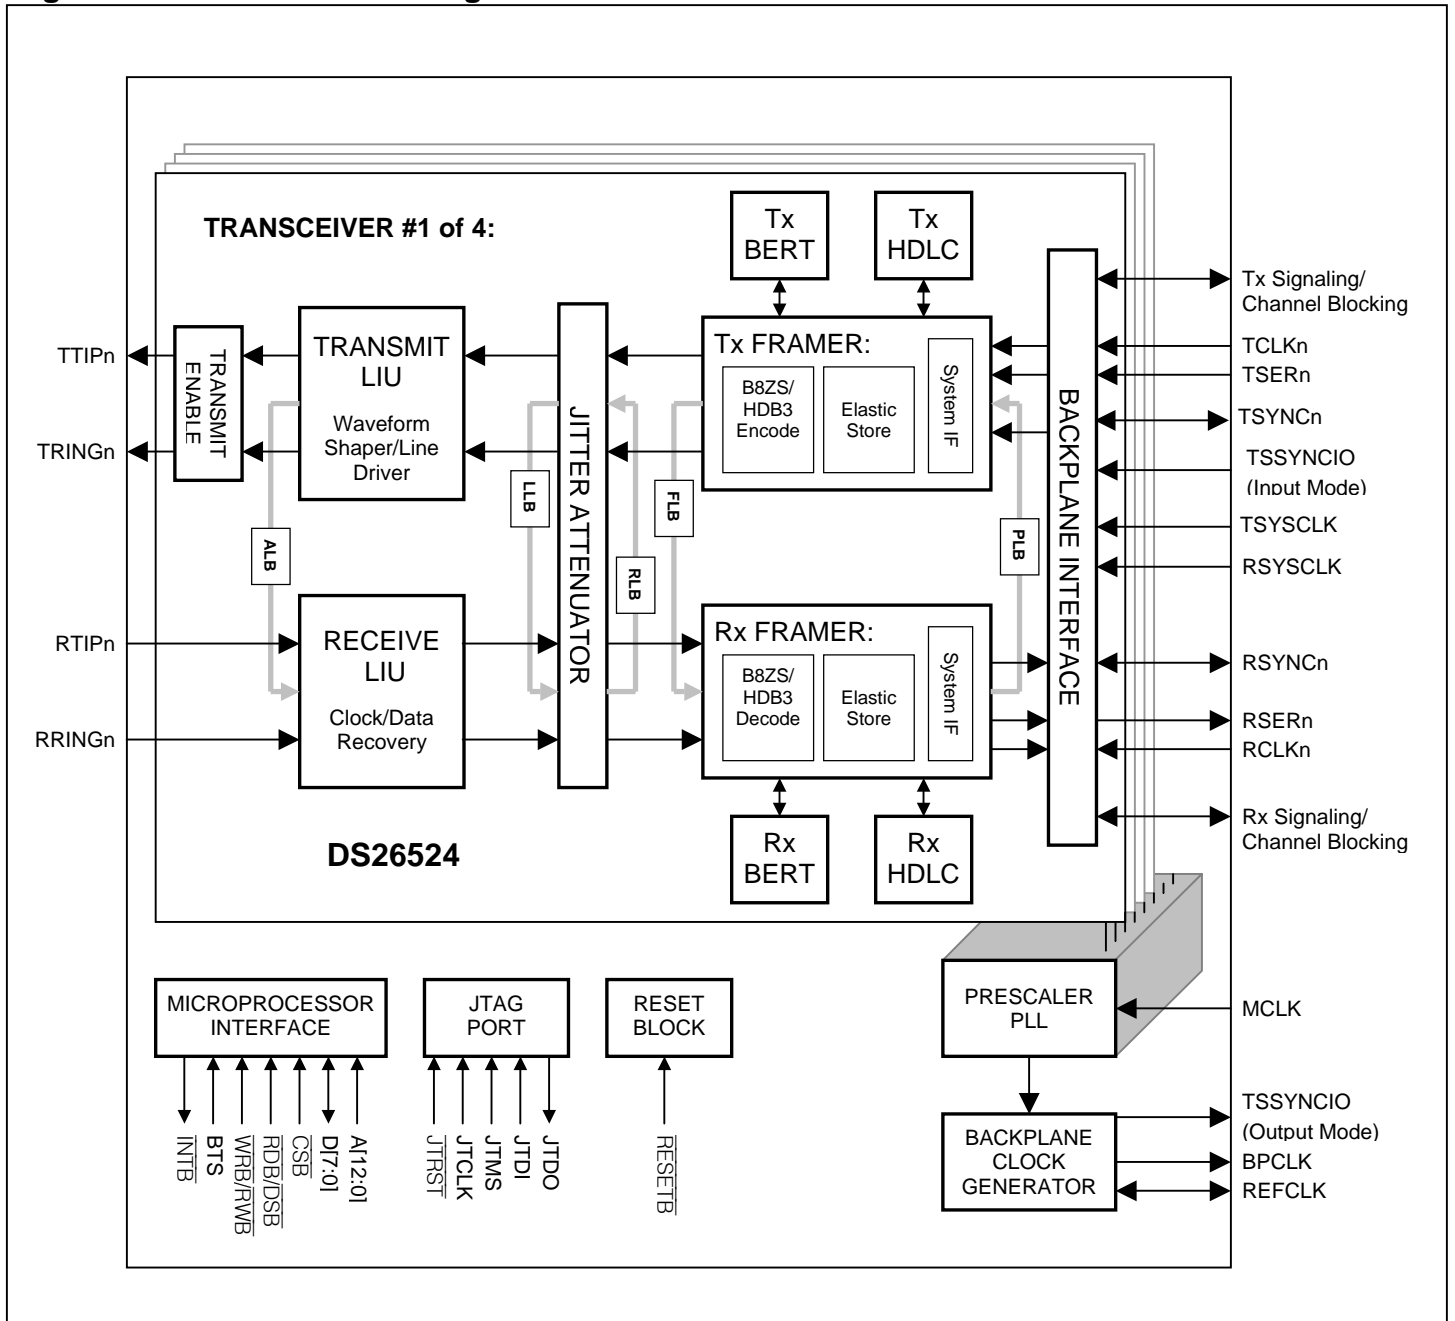 TRANSCEIVER #1 of 4:
Tx
BERT
Tx
HDLC
TTIPn
TRINGn
TRANSMIT
ENABLE
TRANSMIT
LIU
Waveform
Shaper/Line
Driver
JITTER ATTENUATOR
Tx FRAMER:
B8ZS/
HDB3
Encode
Elastic
Store
System IF
BACKPLANE INTERFACE
Tx Signaling/
Channel Blocking
TCLKn
TSERn
TSYNCn
TSSYNCIO
(Input Mode)
TSYSCLK
RSYSCLK
ALB
LLB
RLB
FLB
PLB
RTIPn
RRINGn
RECEIVE
LIU
Clock/Data
Recovery
Rx FRAMER:
B8ZS/
HDB3
Decode
Elastic
Store
System IF
RSYNCn
RSERn
RCLKn
Rx Signaling/
Channel Blocking
DS26524
Rx
BERT
Rx
HDLC
MICROPROCESSOR
INTERFACE
JTAG
PORT
RESET
BLOCK
PRESCALER
PLL
MCLK
INTB
BTS
WRB/RWB
RDB/DSB
CSB
D[7:0]
A[12:0]
JTRST
JTCLK
JTMS
JTDI
JTDO
RESETB
BACKPLANE
CLOCK
GENERATOR
TSSYNCIO
(Output Mode)
BPCLK
REFCLK